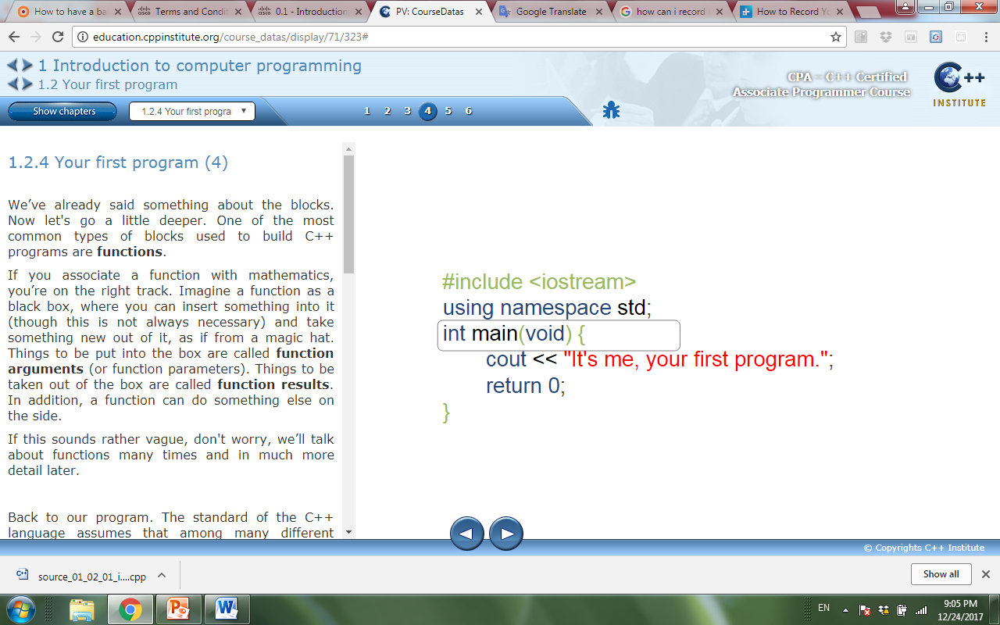 How to have a ba
Terms and Condi
0.1 - Introduction
PV: CourseDatas
Google Translate
how can i record
How to Record Yo
education.cppinstitute.org/course_datas/display/71/323#
1 Introduction to computer programming
1.2 Your first program
CPA – C++ Certified
Associate Programmer Course
C++
INSTITUTE
Show chapters
1.2.4 Your first progra
1 2 3 4 5 6
1.2.4 Your first program (4)
We’ve already said something about the blocks.
Now let's go a little deeper. One of the most
common types of blocks used to build C++
programs are functions.
If you associate a function with mathematics,
you’re on the right track. Imagine a function as a
black box, where you can insert something into it
(though this is not always necessary) and take
something new out of it, as if from a magic hat.
Things to be put into the box are called function
arguments (or function parameters). Things to be
taken out of the box are called function results.
In addition, a function can do something else on
the side.
If this sounds rather vague, don't worry, we’ll talk
about functions many times and in much more
detail later.
Back to our program. The standard of the C++
language assumes that among many different
#include <iostream>
using namespace std;
int main(void) {
cout << "It's me, your first program.";
return 0;
}
© Copyrights C++ Institute
source_01_02_01_i....cpp
Show all
EN
9:05 PM
12/24/2017